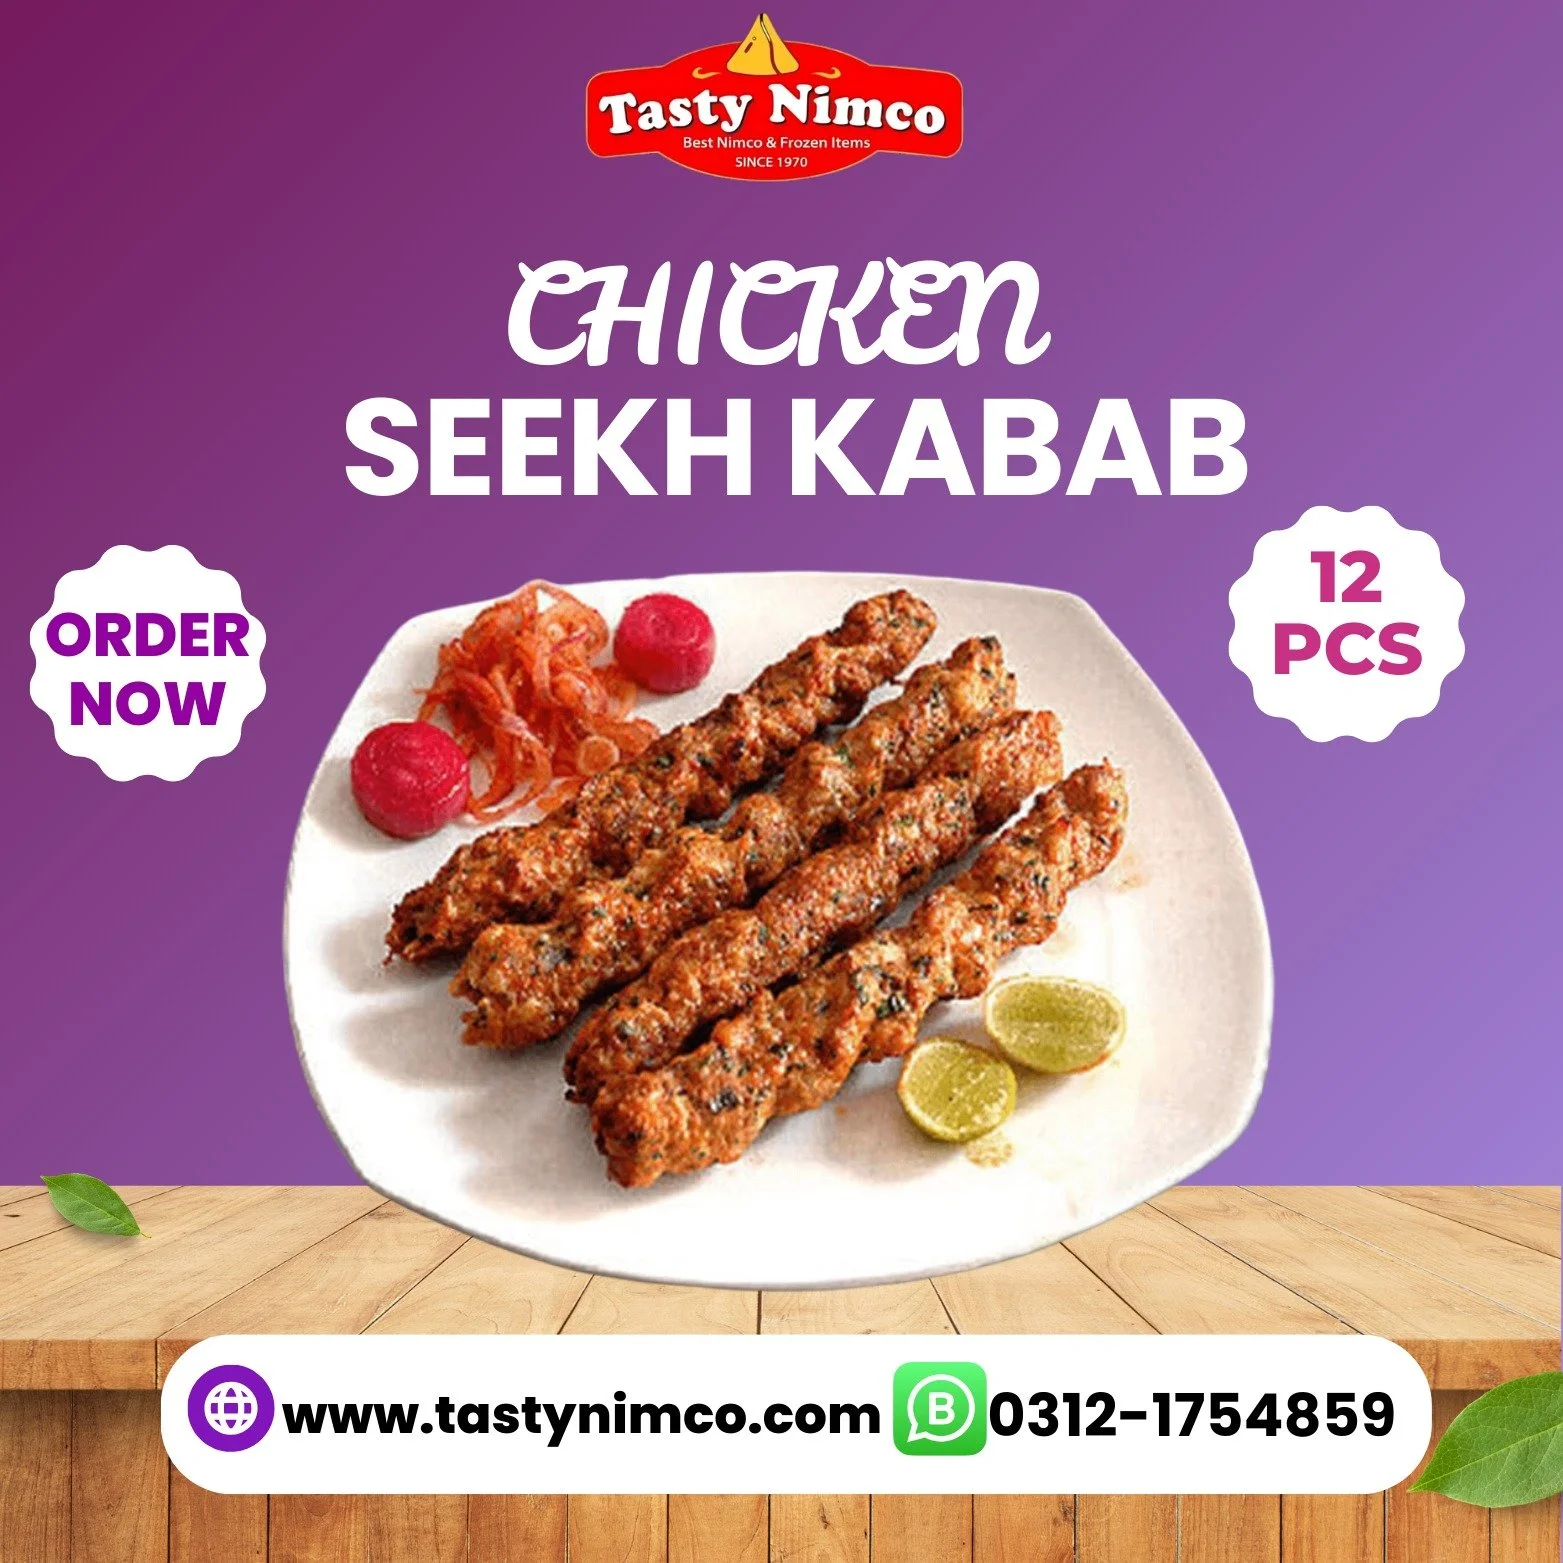 Tasty Nimco
Best Nimco & Frozen Items
SINCE 1970
CHICKEN
SEEKH KABAB
12
PCS
ORDER
NOW
www.tastynimco.com
B
0312-1754859